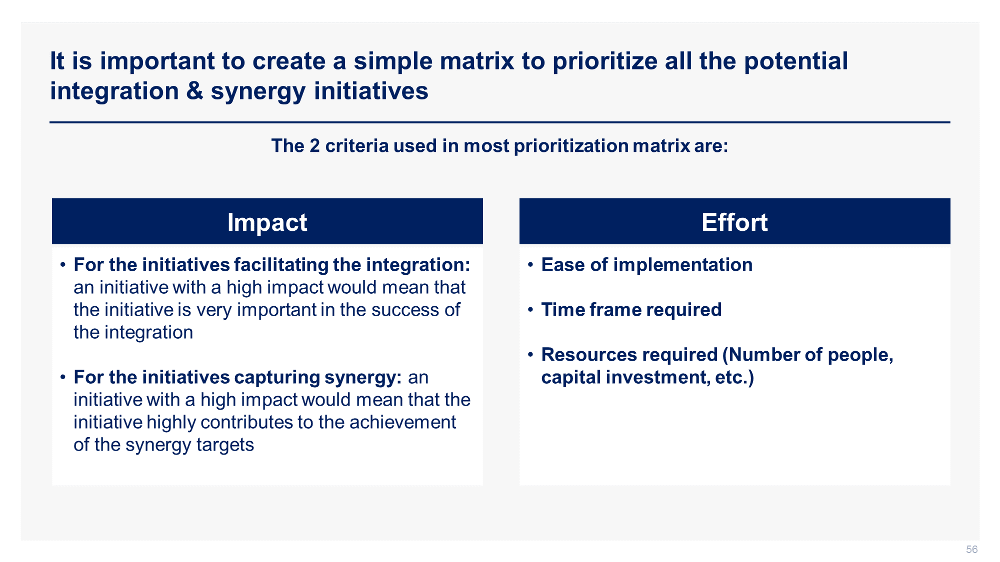 It is important to create a simple matrix to prioritize all the potential
integration & synergy initiatives
The 2 criteria used in most prioritization matrix are:
Impact
• For the initiatives facilitating the integration:
an initiative with a high impact would mean that
the initiative is very important in the success of
the integration
• For the initiatives capturing synergy: an
initiative with a high impact would mean that the
initiative highly contributes to the achievement
of the synergy targets
Effort
• Ease of implementation
• Time frame required
• Resources required (Number of people,
capital investment, etc.)
56